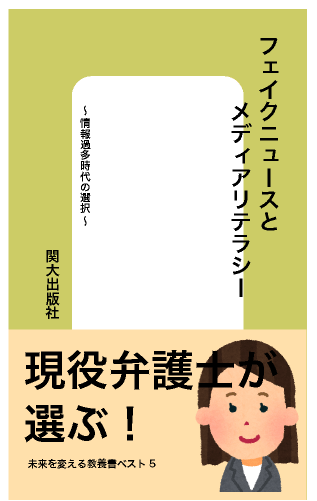 フェイクニュースと
メディアリテラシー
～情報過多時代の選択～
関大出版社
現役弁護士が
選ぶ！
未来を変える教養書ベスト５